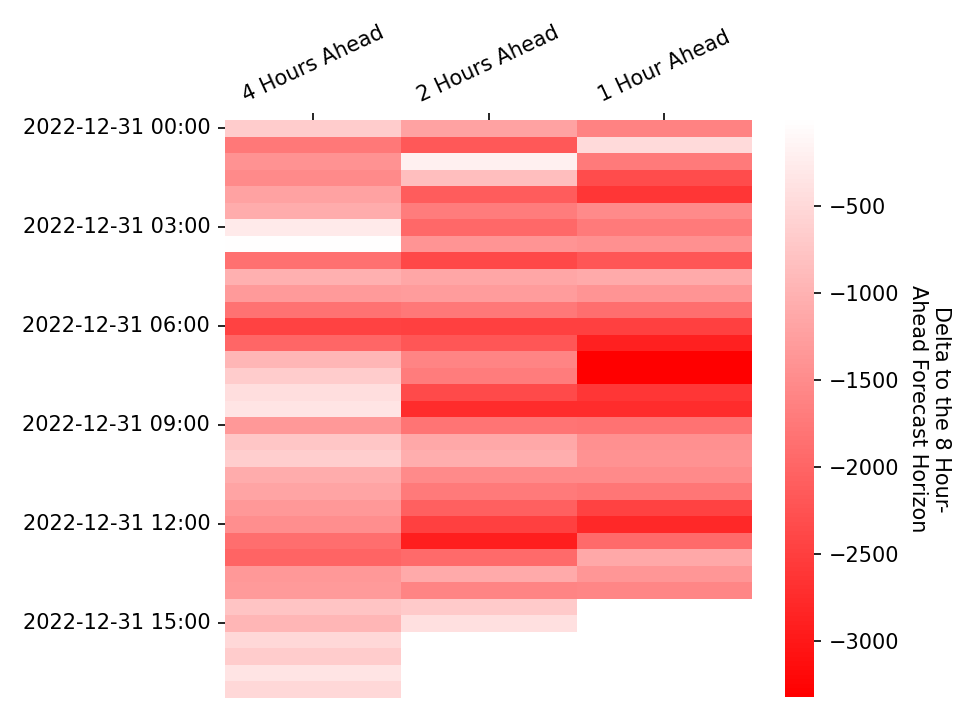 4 Hours Ahead
2 Hours Ahead
1 Hour Ahead
2022-12-31 00:00
2022-12-31 03:00
2022-12-31 06:00
2022-12-31 09:00
2022-12-31 12:00
2022-12-31 15:00
−500
−1000
−1500
−2000
−2500
−3000
Delta to the 8 Hour-
Ahead Forecast Horizon